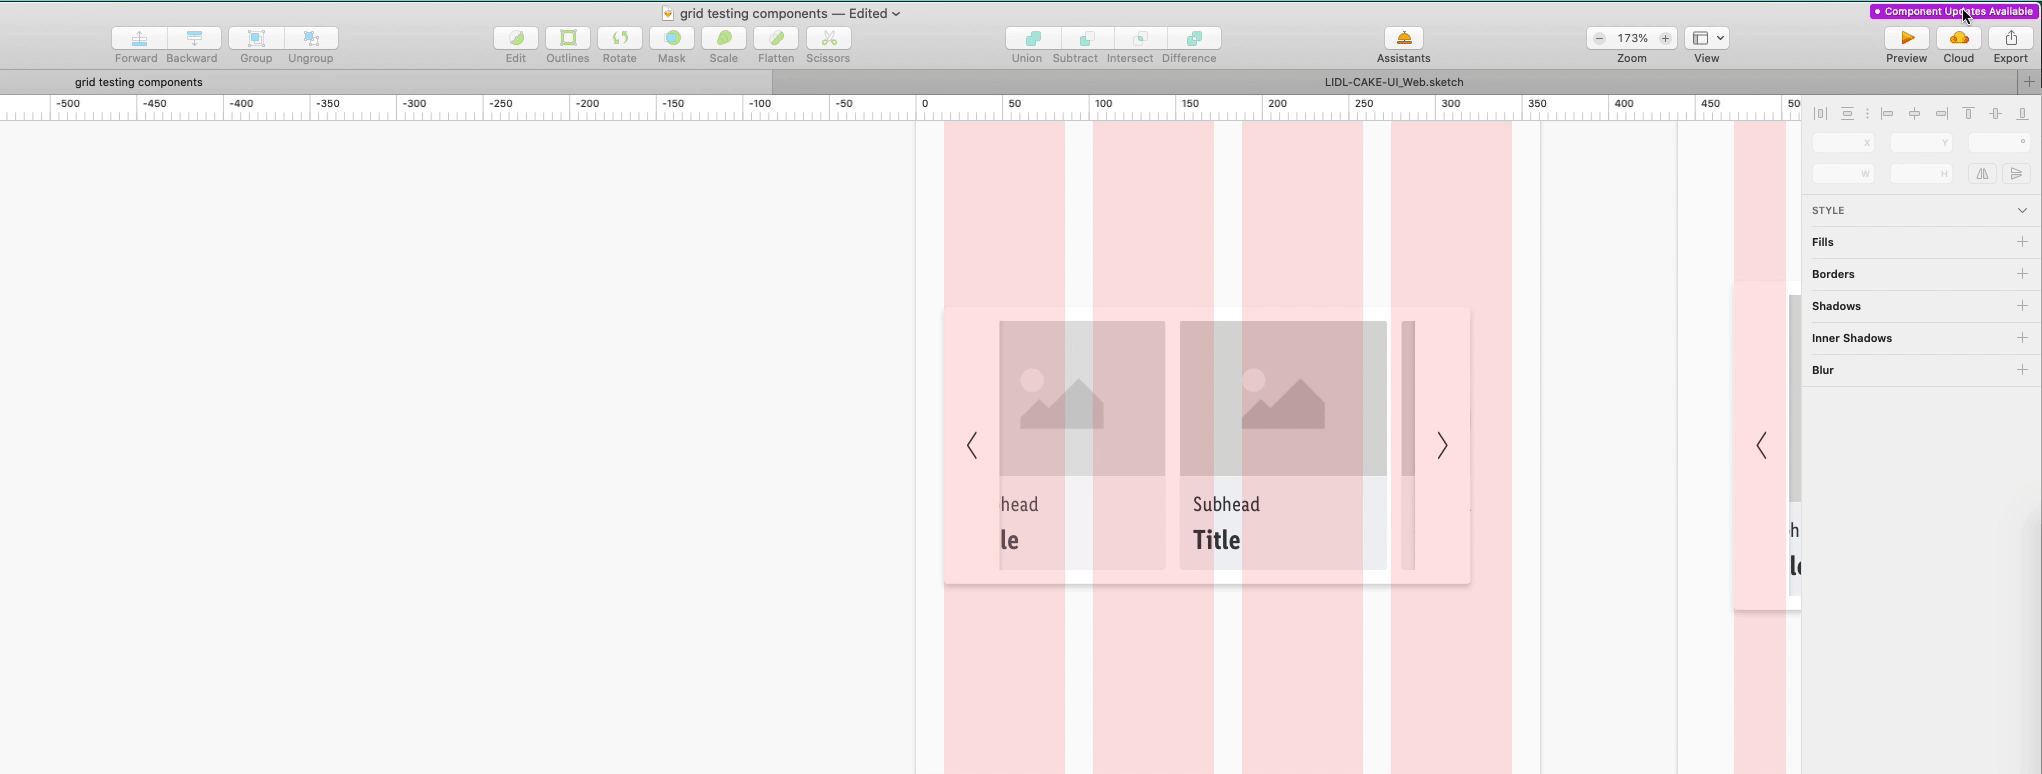 grid testing components — Edited
Component Updates Available
Forward Backward Group Ungroup Edit Outlines Rotate Mask Scale Flatten Scissors Union Subtract Intersect Difference Assistants 173% Zoom View Preview Cloud Export
grid testing components LIDL-CAKE-UI_Web.sketch
-500 -450 -400 -350 -300 -250 -200 -150 -100 -50 0 50 100 150 200 250 300 350 400 450 50
X Y °
W H
STYLE
Fills
Borders
Shadows
Inner Shadows
Blur
head Subhead
le Title
h
le